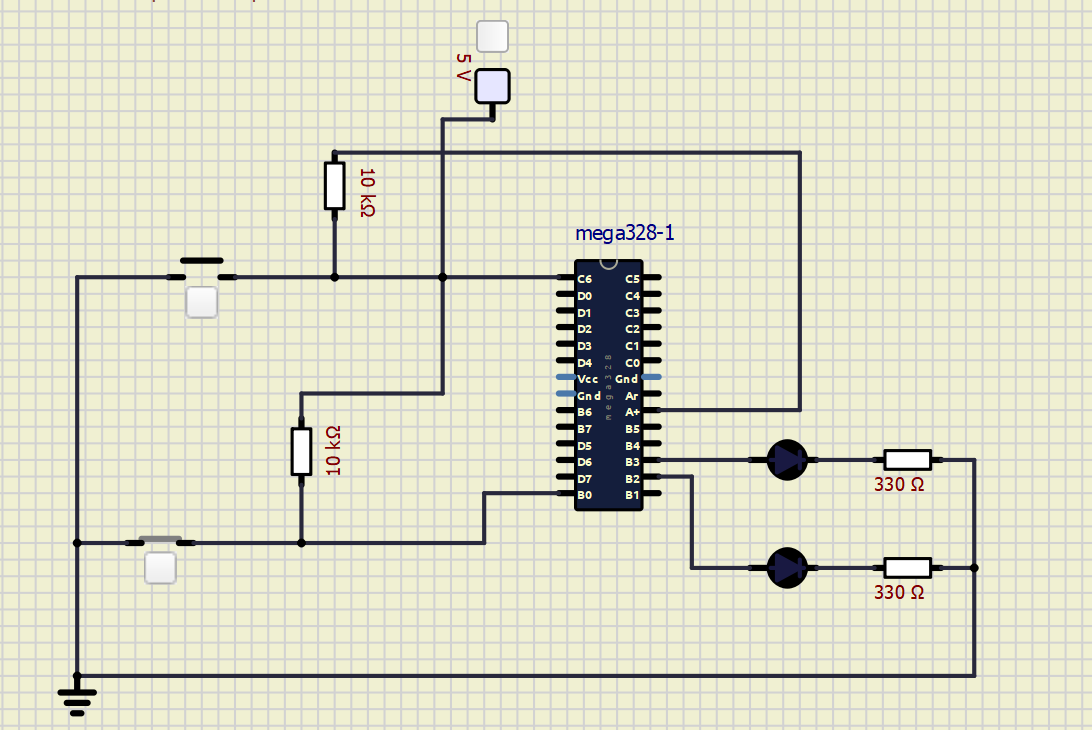 5 V
10 kΩ
mega328-1
C6 C5
D0 C4
D1 C3
D2 C2
D3 C1
D4 C0
Vcc Gnd
Gnd Ar
B6 A+
B7 B5
D5 B4
D6 B3
D7 B2
B0 B1
mega328
10 kΩ
330 Ω
330 Ω